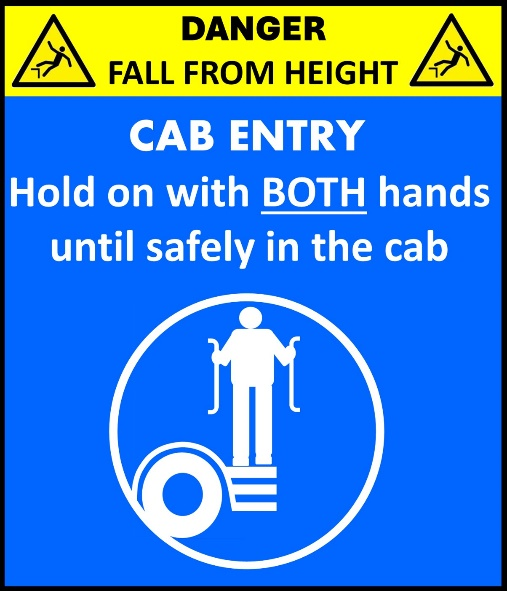 DANGER
FALL FROM HEIGHT
CAB ENTRY
Hold on with BOTH hands
until safely in the cab